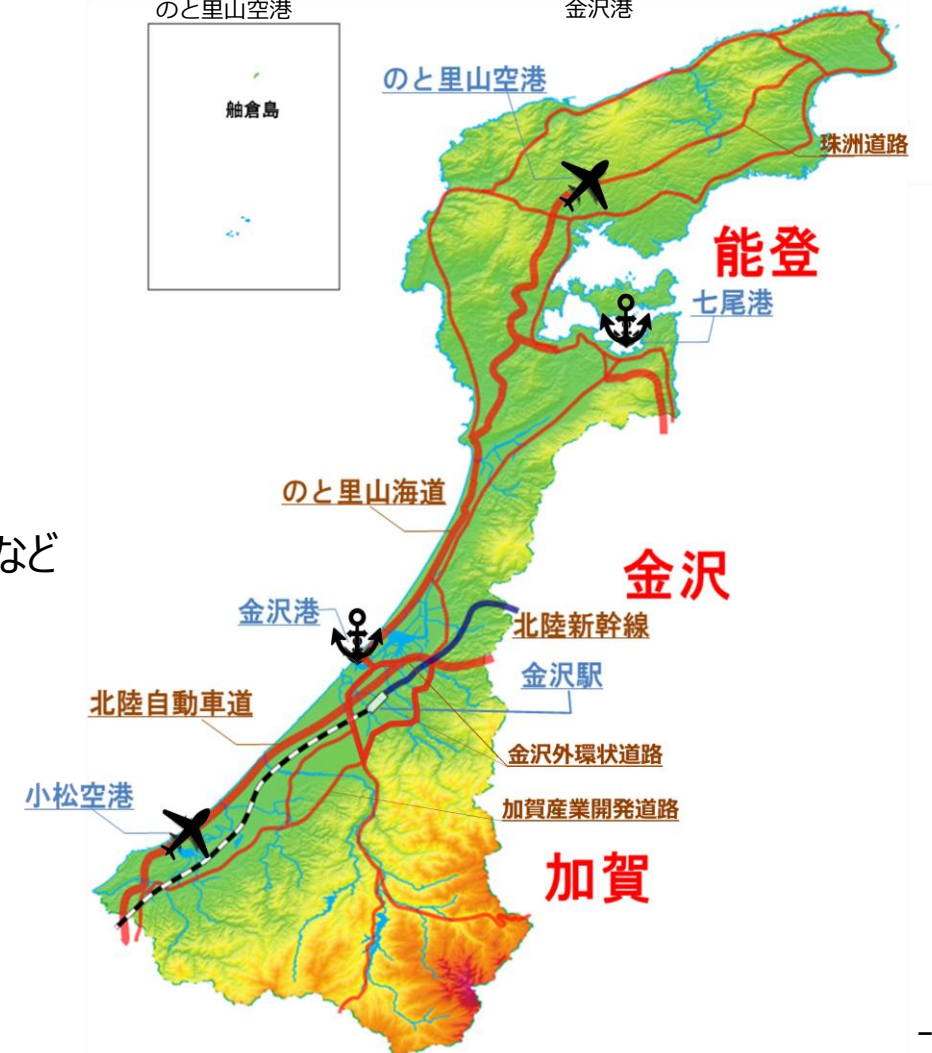 のと里山空港
金沢港
舳倉島
のと里山空港
珠洲道路
能登
七尾港
のと里山海道
など
金沢
金沢港
北陸新幹線
金沢駅
北陸自動車道
金沢外環状道路
小松空港
加賀産業開発道路
加賀